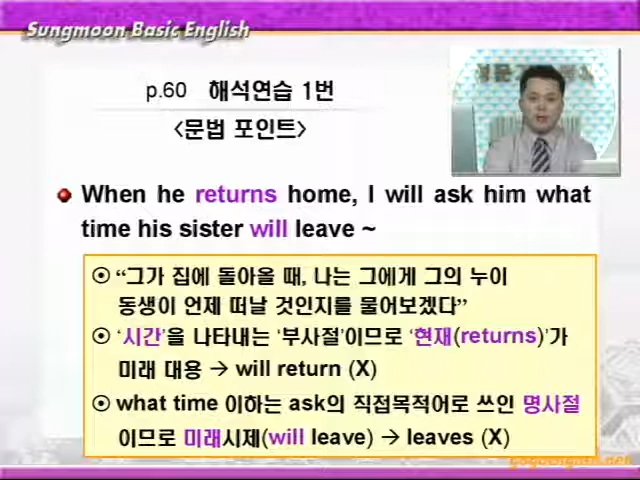 Sungmoon Basic English
p.60 해석연습 1번
<문법 포인트>
When he returns home, I will ask him what
time his sister will leave ~
⊙ “그가 집에 돌아올 때, 나는 그에게 그의 누이
동생이 언제 떠날 것인지를 물어보겠다”
⊙ ‘시간’을 나타내는 ‘부사절’이므로 ‘현재(returns)’가
미래 대용 → will return (X)
⊙ what time 이하는 ask의 직접목적어로 쓰인 명사절
이므로 미래시제(will leave) → leaves (X)
gogoenglish.net